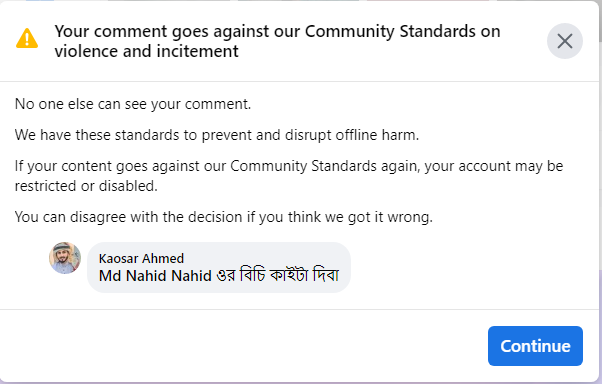 Your comment goes against our Community Standards on
violence and incitement
No one else can see your comment.
We have these standards to prevent and disrupt offline harm.
If your content goes against our Community Standards again, your account may be
restricted or disabled.
You can disagree with the decision if you think we got it wrong.
Kaosar Ahmed
Md Nahid Nahid ওর বিচি কাইটা দিবা
Continue